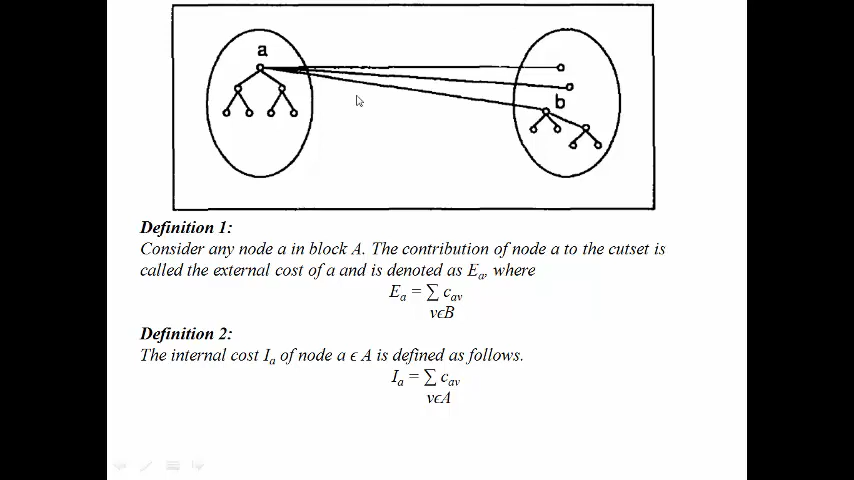 a
b
Definition 1:
Consider any node a in block A. The contribution of node a to the cutset is
called the external cost of a and is denoted as Eₐ, where
Eₐ = ∑ cₐᵥ
vϵB
Definition 2:
The internal cost Iₐ of node a ϵ A is defined as follows.
Iₐ = ∑ cₐᵥ
vϵA